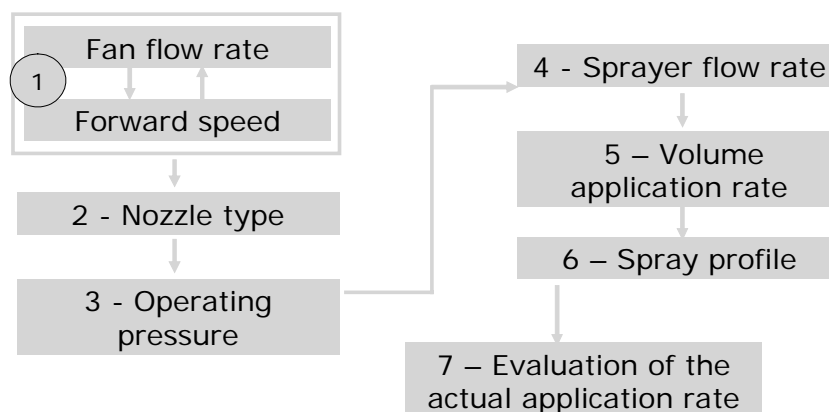 Fan flow rate
1
Forward speed
2 - Nozzle type
3 - Operating
pressure
4 - Sprayer flow rate
5 – Volume
application rate
6 – Spray profile
7 – Evaluation of the
actual application rate